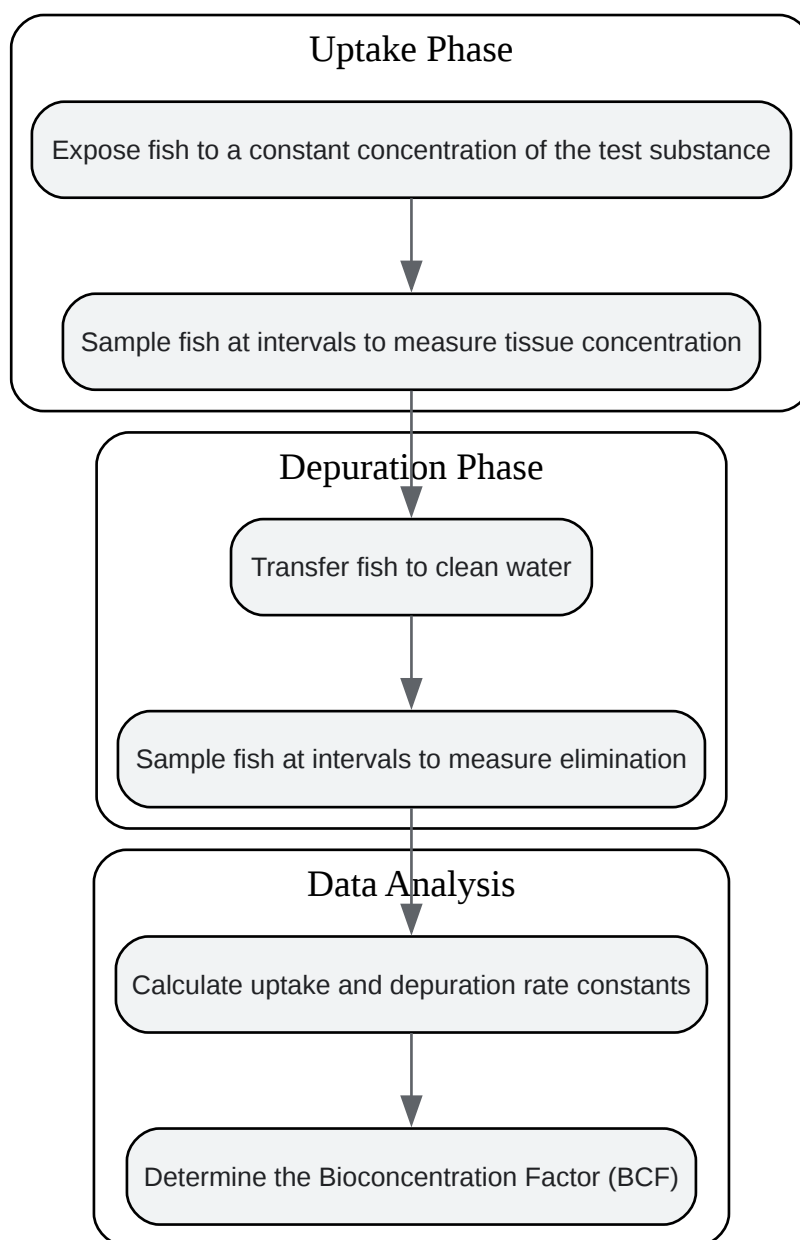 Uptake Phase
Expose fish to a constant concentration of the test substance
Sample fish at intervals to measure tissue concentration
Depuration Phase
Transfer fish to clean water
Sample fish at intervals to measure elimination
Data Analysis
Calculate uptake and depuration rate constants
Determine the Bioconcentration Factor (BCF)